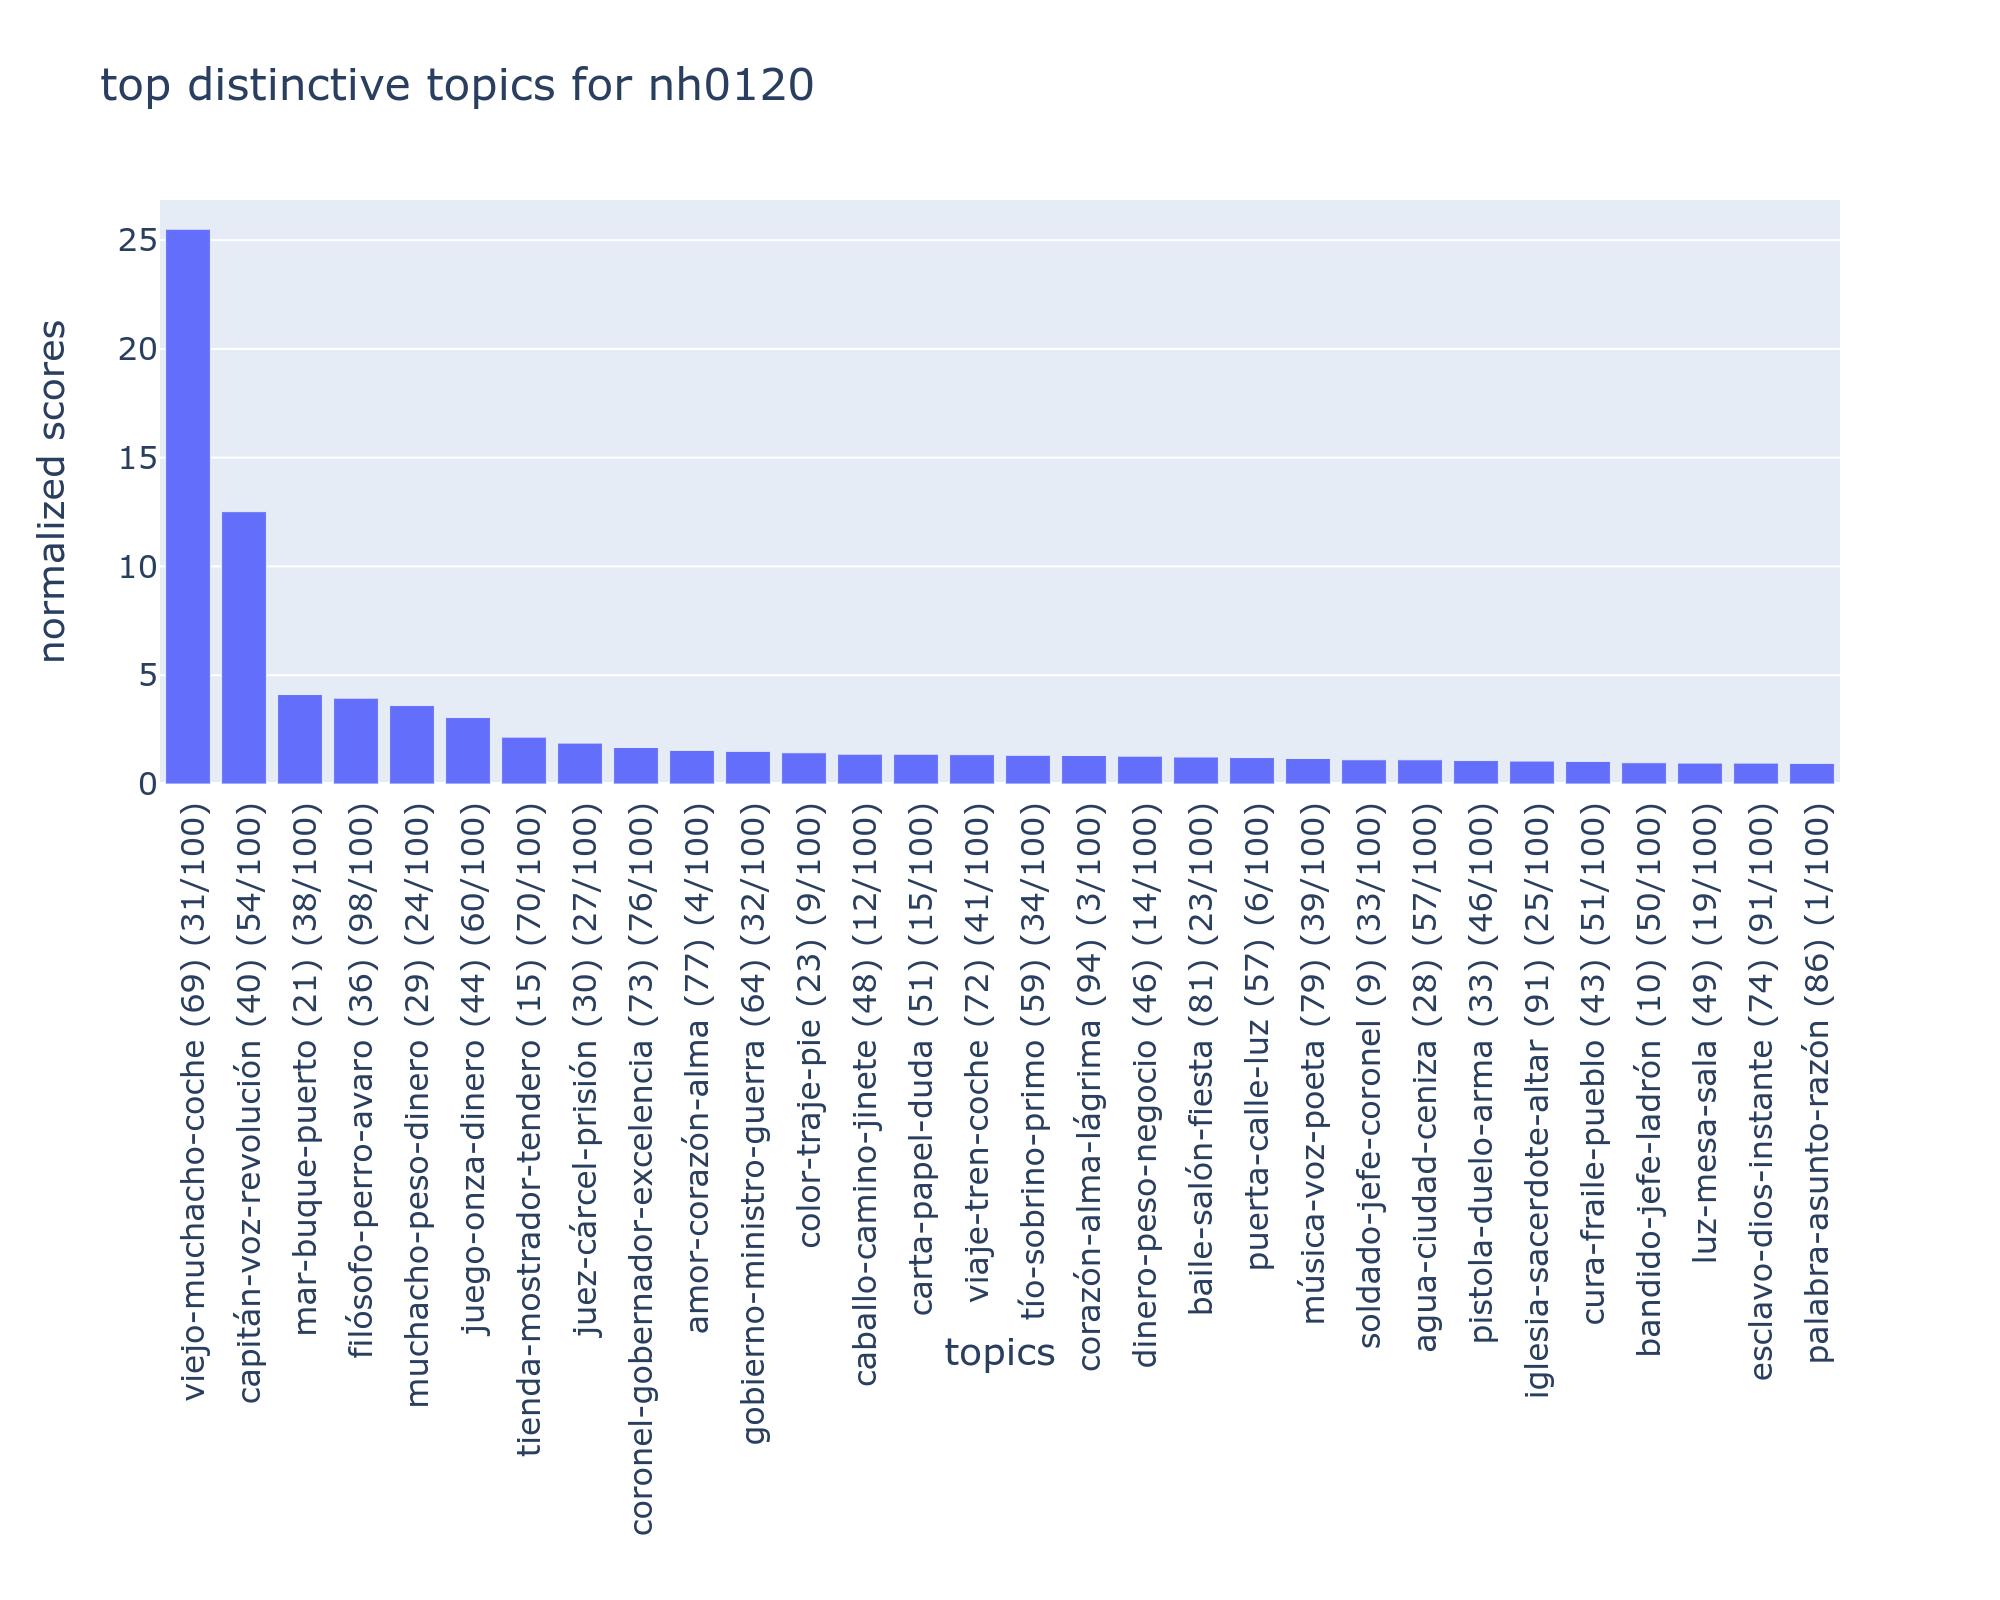 top distinctive topics for nh0120
normalized scores
25
20
15
10
5
0
viejo-muchacho-coche (69) (31/100)
capitán-voz-revolución (40) (54/100)
mar-buque-puerto (21) (38/100)
filósofo-perro-avaro (36) (98/100)
muchacho-peso-dinero (29) (24/100)
juego-onza-dinero (44) (60/100)
tienda-mostrador-tendero (15) (70/100)
juez-cárcel-prisión (30) (27/100)
coronel-gobernador-excelencia (73) (76/100)
amor-corazón-alma (77) (4/100)
gobierno-ministro-guerra (64) (32/100)
color-traje-pie (23) (9/100)
caballo-camino-jinete (48) (12/100)
carta-papel-duda (51) (15/100)
viaje-tren-coche (72) (41/100)
tío-sobrino-primo (59) (34/100)
corazón-alma-lágrima (94) (3/100)
dinero-peso-negocio (46) (14/100)
baile-salón-fiesta (81) (23/100)
puerta-calle-luz (57) (6/100)
música-voz-poeta (79) (39/100)
soldado-jefe-coronel (9) (33/100)
agua-ciudad-ceniza (28) (57/100)
pistola-duelo-arma (33) (46/100)
iglesia-sacerdote-altar (91) (25/100)
cura-fraile-pueblo (43) (51/100)
bandido-jefe-ladrón (10) (50/100)
luz-mesa-sala (49) (19/100)
esclavo-dios-instante (74) (91/100)
palabra-asunto-razón (86) (1/100)
topics